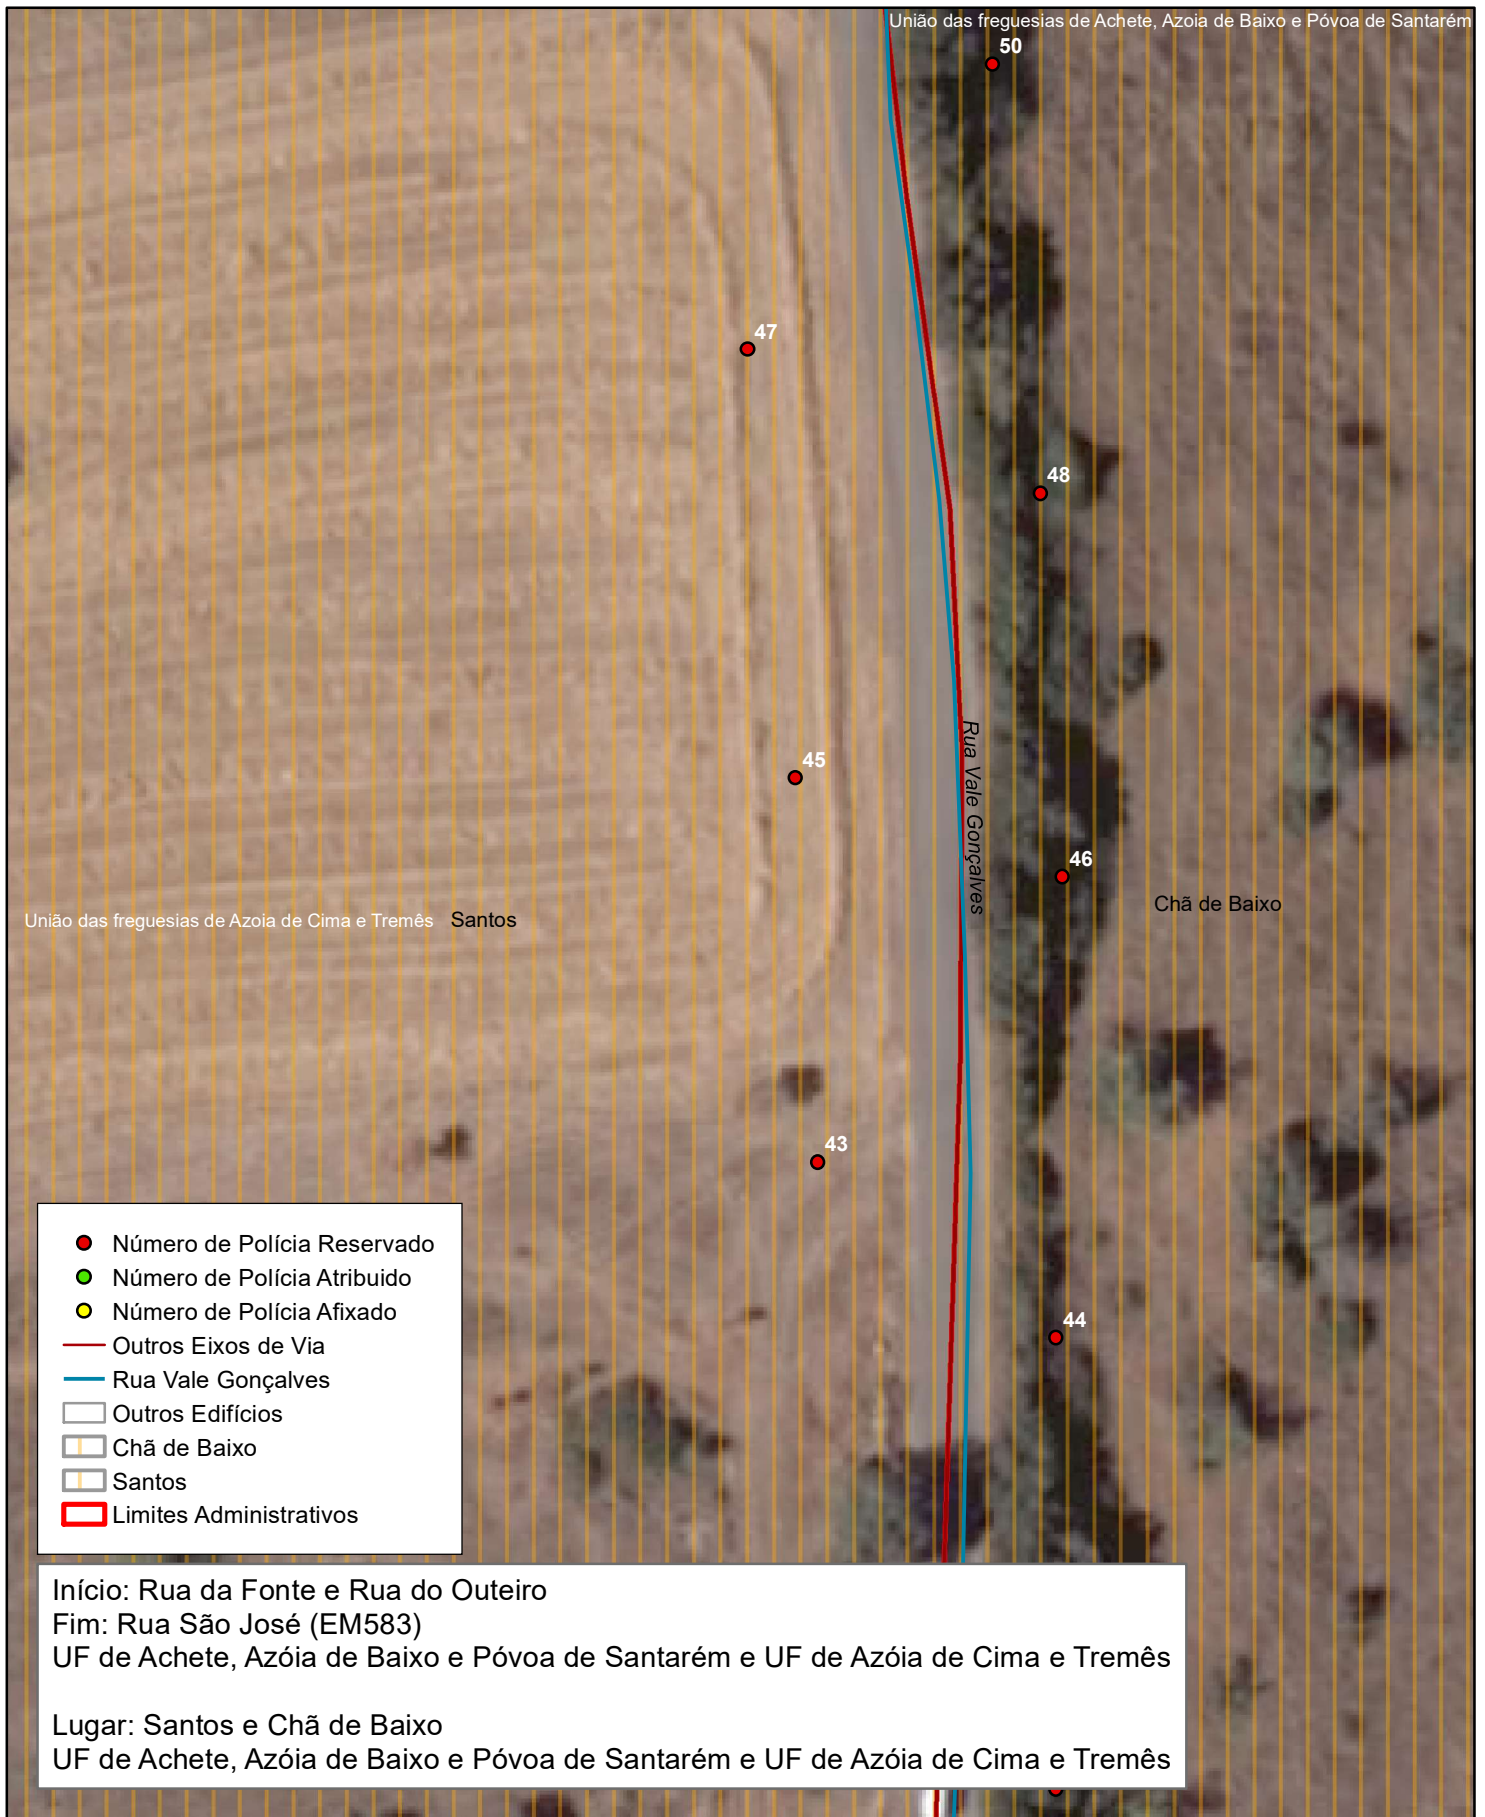 União das freguesias de Achete, Azoia de Baixo e Póvoa de Santarém
50
47
48
45
Rua Vale Gonçalves
46
Chã de Baixo
União das freguesias de Azoia de Cima e Tremês
Santos
43
44
Número de Polícia Reservado
Número de Polícia Atribuido
Número de Polícia Afixado
Outros Eixos de Via
Rua Vale Gonçalves
Outros Edifícios
Chã de Baixo
Santos
Limites Administrativos
Início: Rua da Fonte e Rua do Outeiro
Fim: Rua São José (EM583)
UF de Achete, Azóia de Baixo e Póvoa de Santarém e UF de Azóia de Cima e Tremês
Lugar: Santos e Chã de Baixo
UF de Achete, Azóia de Baixo e Póvoa de Santarém e UF de Azóia de Cima e Tremês